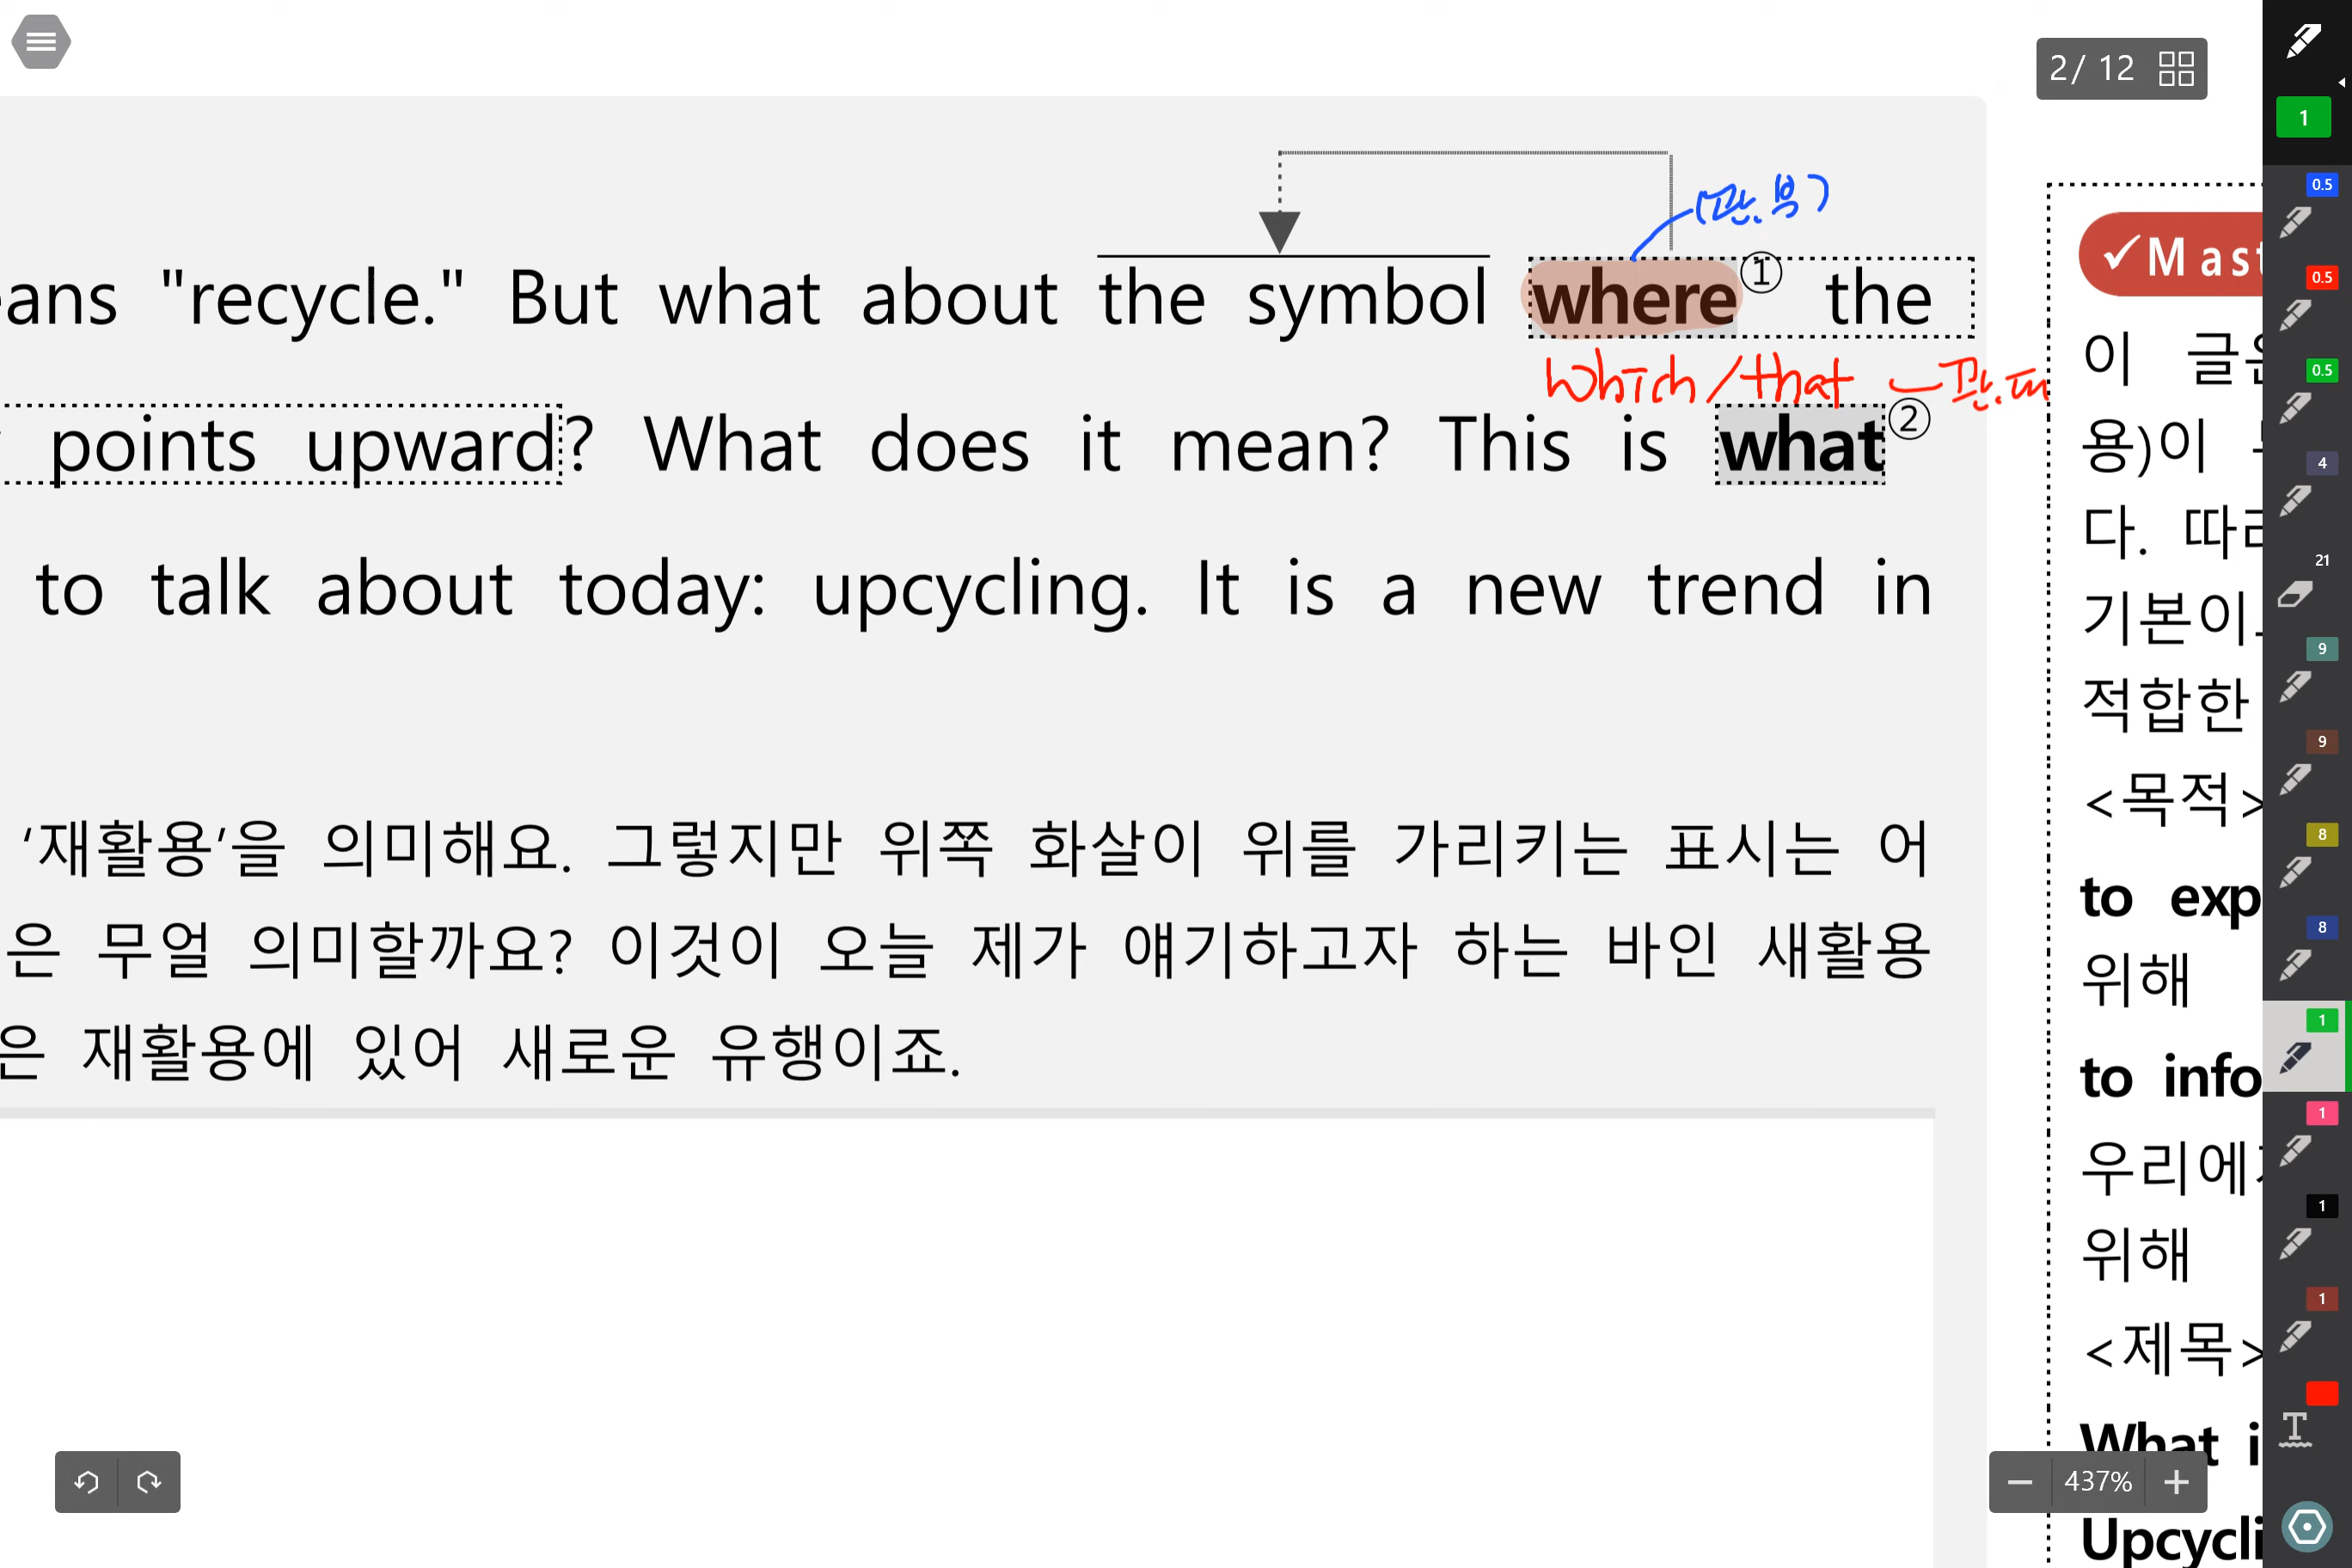 2/ 12
1
(관.부)
0.5
ans "recycle." But what about the symbol where① the
which/that - 관.대
points upward? What does it mean? This is what②
to talk about today: upcycling. It is a new trend in
'재활용'을 의미해요. 그렇지만 위쪽 화살이 위를 가리키는 표시는 어
은 무얼 의미할까요? 이것이 오늘 제가 얘기하고자 하는 바인 새활용
은 재활용에 있어 새로운 유행이죠.
✓Mast
이 글은
용)이
다. 따라
기본이
적합한
<목적>
to exp
위해
to info
우리에게
위해
<제목>
What i
Upcycli
0.5
0.5
4
21
9
9
8
8
1
1
1
1
T
437%